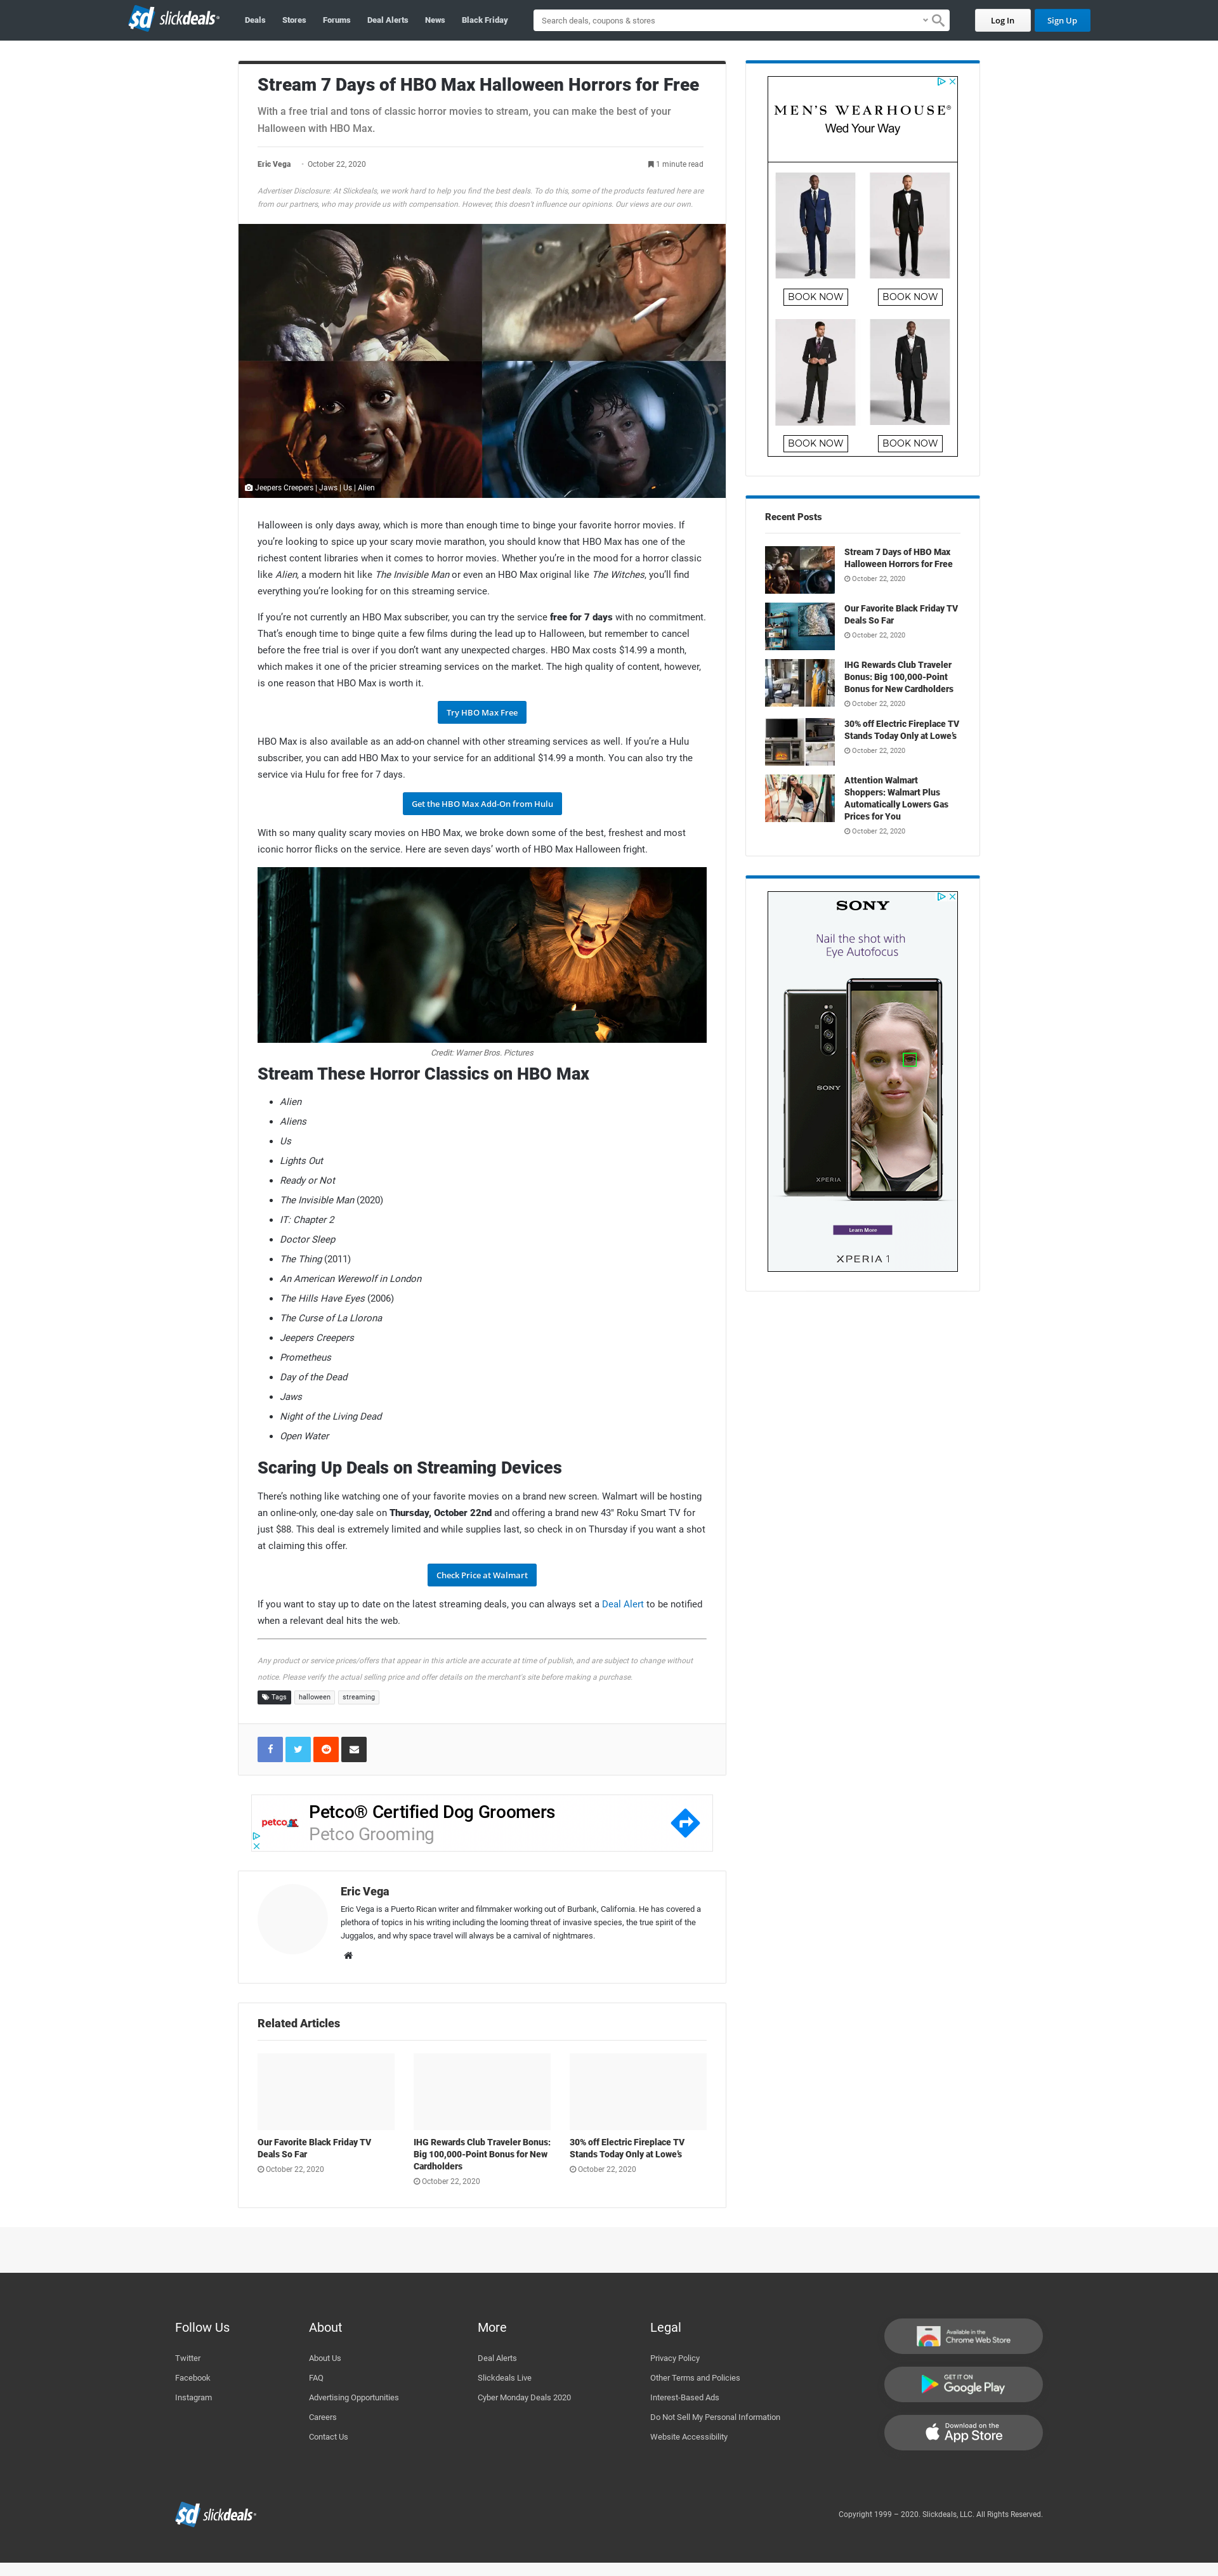 sd slickdeals
Deals
Stores
Forums
Deal Alerts
News
Black Friday
Search deals, coupons & stores
Log In
Sign Up
Stream 7 Days of HBO Max Halloween Horrors for Free
With a free trial and tons of classic horror movies to stream, you can make the best of your
Halloween with HBO Max.
Eric Vega · October 22, 2020
1 minute read
Advertiser Disclosure: At Slickdeals, we work hard to help you find the best deals. To do this, some of the products featured here are
from our partners, who may provide us with compensation. However, this doesn't influence our opinions. Our views are our own.
Jeepers Creepers | Jaws | Us | Alien
Halloween is only days away, which is more than enough time to binge your favorite horror movies. If
you're looking to spice up your scary movie marathon, you should know that HBO Max has one of the
richest content libraries when it comes to horror movies. Whether you're in the mood for a horror classic
like Alien, a modern hit like The Invisible Man or even an HBO Max original like The Witches, you'll find
everything you're looking for on this streaming service.
If you're not currently an HBO Max subscriber, you can try the service free for 7 days with no commitment.
That's enough time to binge quite a few films during the lead up to Halloween, but remember to cancel
before the free trial is over if you don't want any unexpected charges. HBO Max costs $14.99 a month,
which makes it one of the pricier streaming services on the market. The high quality of content, however,
is one reason that HBO Max is worth it.
Try HBO Max Free
HBO Max is also available as an add-on channel with other streaming services as well. If you're a Hulu
subscriber, you can add HBO Max to your service for an additional $14.99 a month. You can also try the
service via Hulu for free for 7 days.
Get the HBO Max Add-On from Hulu
With so many quality scary movies on HBO Max, we broke down some of the best, freshest and most
iconic horror flicks on the service. Here are seven days' worth of HBO Max Halloween fright.
Credit: Warner Bros. Pictures
Stream These Horror Classics on HBO Max
• Alien
• Aliens
• Us
• Lights Out
• Ready or Not
• The Invisible Man (2020)
• IT: Chapter 2
• Doctor Sleep
• The Thing (2011)
• An American Werewolf in London
• The Hills Have Eyes (2006)
• The Curse of La Llorona
• Jeepers Creepers
• Prometheus
• Day of the Dead
• Jaws
• Night of the Living Dead
• Open Water
Scaring Up Deals on Streaming Devices
There's nothing like watching one of your favorite movies on a brand new screen. Walmart will be hosting
an online-only, one-day sale on Thursday, October 22nd and offering a brand new 43" Roku Smart TV for
just $88. This deal is extremely limited and while supplies last, so check in on Thursday if you want a shot
at claiming this offer.
Check Price at Walmart
If you want to stay up to date on the latest streaming deals, you can always set a Deal Alert to be notified
when a relevant deal hits the web.
Any product or service prices/offers that appear in this article are accurate at time of publish, and are subject to change without
notice. Please verify the actual selling price and offer details on the merchant's site before making a purchase.
Tags
halloween
streaming
petco
Petco® Certified Dog Groomers
Petco Grooming
Eric Vega
Eric Vega is a Puerto Rican writer and filmmaker working out of Burbank, California. He has covered a
plethora of topics in his writing including the looming threat of invasive species, the true spirit of the
Juggalos, and why space travel will always be a carnival of nightmares.
Related Articles
Our Favorite Black Friday TV
Deals So Far
October 22, 2020
IHG Rewards Club Traveler Bonus:
Big 100,000-Point Bonus for New
Cardholders
October 22, 2020
30% off Electric Fireplace TV
Stands Today Only at Lowe's
October 22, 2020
MEN'S WEARHOUSE®
Wed Your Way
BOOK NOW
BOOK NOW
BOOK NOW
BOOK NOW
Recent Posts
Stream 7 Days of HBO Max
Halloween Horrors for Free
October 22, 2020
Our Favorite Black Friday TV
Deals So Far
October 22, 2020
IHG Rewards Club Traveler
Bonus: Big 100,000-Point
Bonus for New Cardholders
October 22, 2020
30% off Electric Fireplace TV
Stands Today Only at Lowe's
October 22, 2020
Attention Walmart
Shoppers: Walmart Plus
Automatically Lowers Gas
Prices for You
October 22, 2020
SONY
Nail the shot with
Eye Autofocus
SONY
XPERIA
Learn More
XPERIA 1
Follow Us
Twitter
Facebook
Instagram
About
About Us
FAQ
Advertising Opportunities
Careers
Contact Us
More
Deal Alerts
Slickdeals Live
Cyber Monday Deals 2020
Legal
Privacy Policy
Other Terms and Policies
Interest-Based Ads
Do Not Sell My Personal Information
Website Accessibility
Available in the
Chrome Web Store
GET IT ON
Google Play
Download on the
App Store
sd slickdeals
Copyright 1999 – 2020. Slickdeals, LLC. All Rights Reserved.